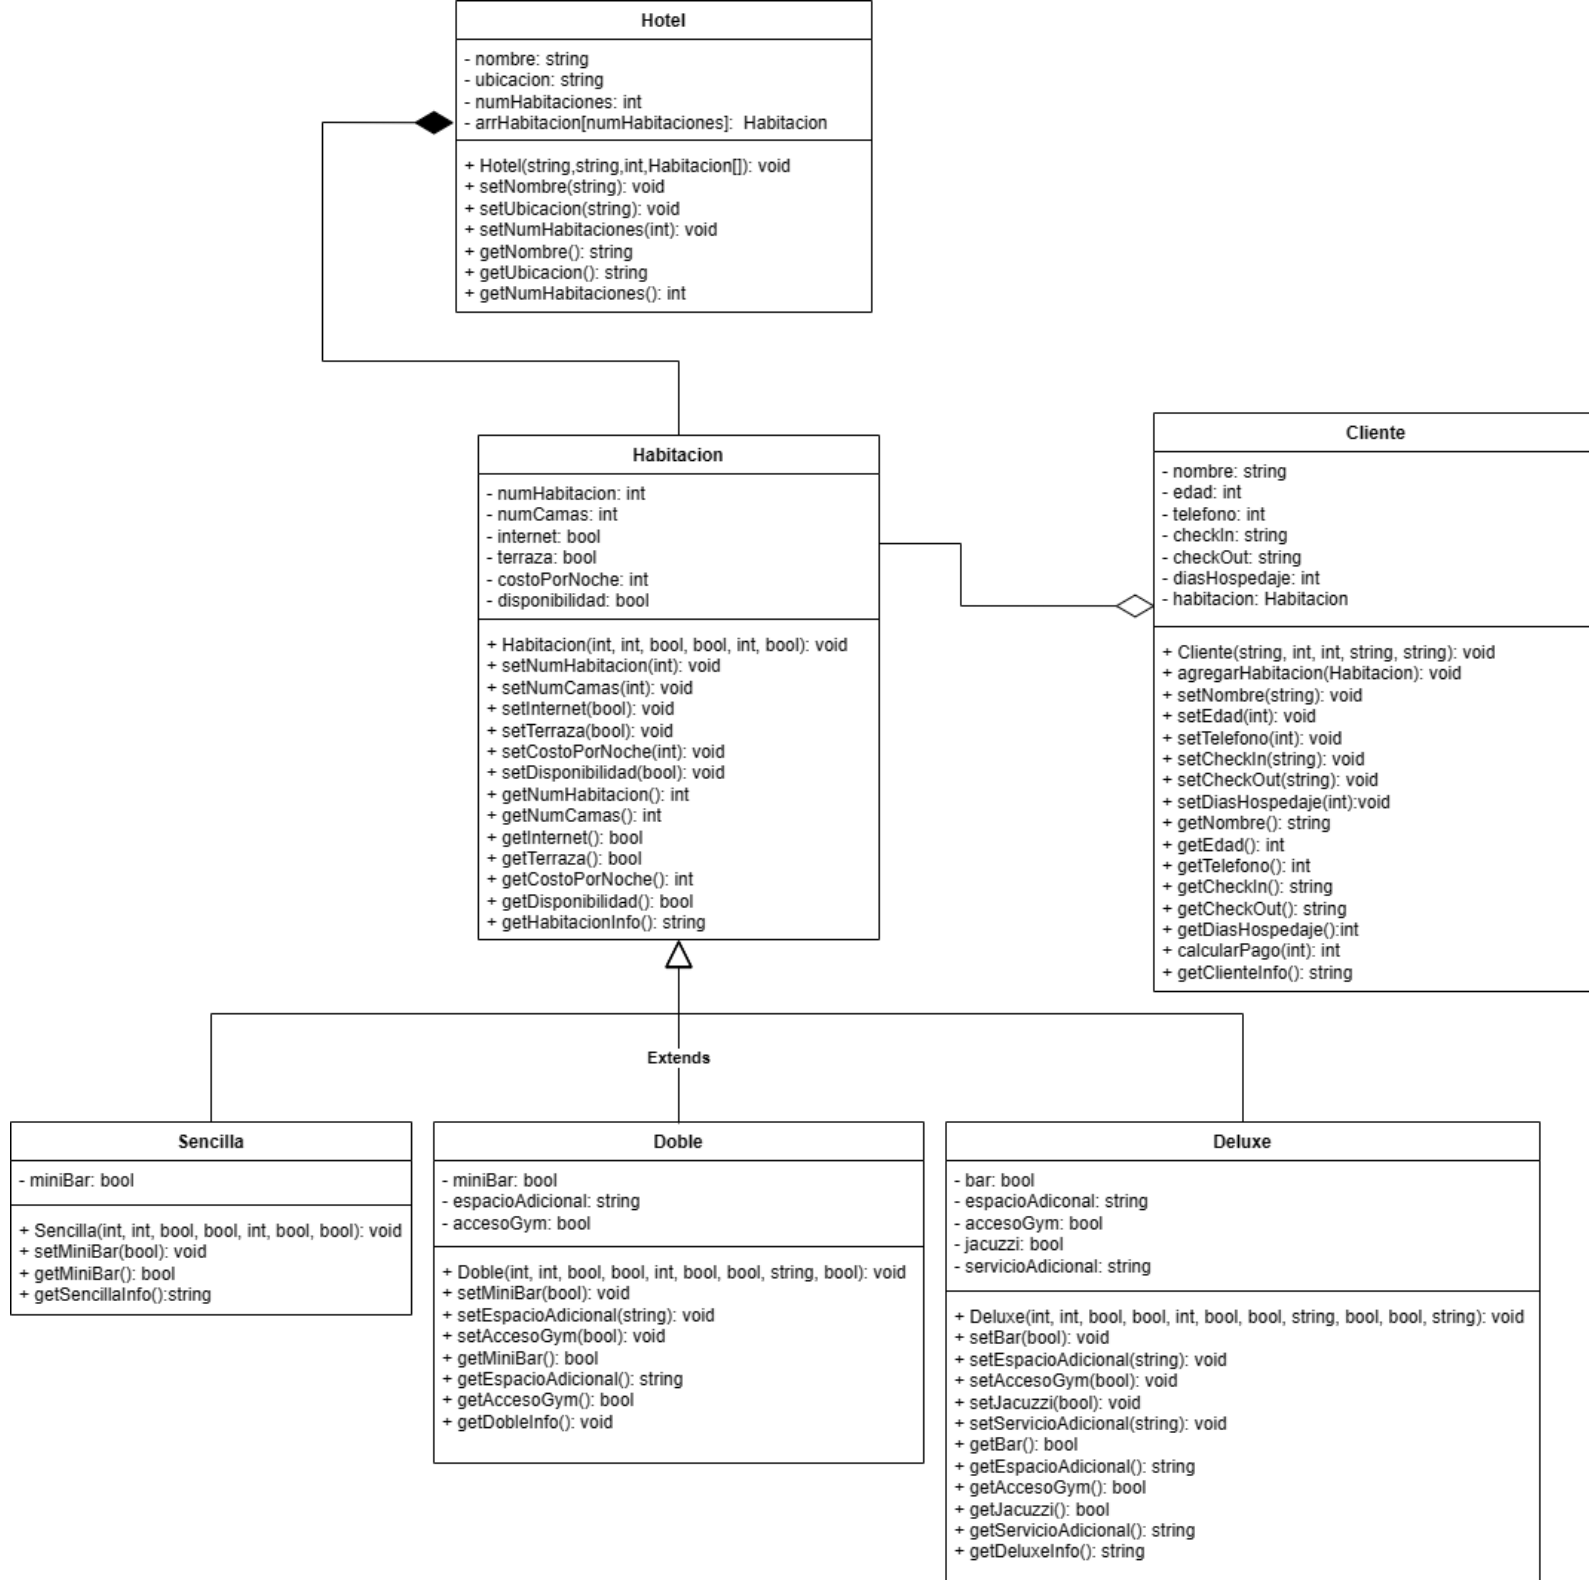 Hotel
- nombre: string
- ubicacion: string
- numHabitaciones: int
- arrHabitacion[numHabitaciones]:  Habitacion
+ Hotel(string,string,int,Habitacion[]): void
+ setNombre(string): void
+ setUbicacion(string): void
+ setNumHabitaciones(int): void
+ getNombre(): string
+ getUbicacion(): string
+ getNumHabitaciones(): int
Habitacion
- numHabitacion: int
- numCamas: int
- internet: bool
- terraza: bool
- costoPorNoche: int
- disponibilidad: bool
+ Habitacion(int, int, bool, bool, int, bool): void
+ setNumHabitacion(int): void
+ setNumCamas(int): void
+ setInternet(bool): void
+ setTerraza(bool): void
+ setCostoPorNoche(int): void
+ setDisponibilidad(bool): void
+ getNumHabitacion(): int
+ getNumCamas(): int
+ getInternet(): bool
+ getTerraza(): bool
+ getCostoPorNoche(): int
+ getDisponibilidad(): bool
+ getHabitacionInfo(): string
Cliente
- nombre: string
- edad: int
- telefono: int
- checkIn: string
- checkOut: string
- diasHospedaje: int
- habitacion: Habitacion
+ Cliente(string, int, int, string, string): void
+ agregarHabitacion(Habitacion): void
+ setNombre(string): void
+ setEdad(int): void
+ setTelefono(int): void
+ setCheckIn(string): void
+ setCheckOut(string): void
+ setDiasHospedaje(int):void
+ getNombre(): string
+ getEdad(): int
+ getTelefono(): int
+ getCheckIn(): string
+ getCheckOut(): string
+ getDiasHospedaje():int
+ calcularPago(int): int
+ getClienteInfo(): string
Extends
Sencilla
- miniBar: bool
+ Sencilla(int, int, bool, bool, int, bool, bool): void
+ setMiniBar(bool): void
+ getMiniBar(): bool
+ getSencillaInfo():string
Doble
- miniBar: bool
- espacioAdicional: string
- accesoGym: bool
+ Doble(int, int, bool, bool, int, bool, bool, string, bool): void
+ setMiniBar(bool): void
+ setEspacioAdicional(string): void
+ setAccesoGym(bool): void
+ getMiniBar(): bool
+ getEspacioAdicional(): string
+ getAccesoGym(): bool
+ getDobleInfo(): void
Deluxe
- bar: bool
- espacioAdiconal: string
- accesoGym: bool
- jacuzzi: bool
- servicioAdicional: string
+ Deluxe(int, int, bool, bool, int, bool, bool, string, bool, bool, string): void
+ setBar(bool): void
+ setEspacioAdicional(string): void
+ setAccesoGym(bool): void
+ setJacuzzi(bool): void
+ setServicioAdicional(string): void
+ getBar(): bool
+ getEspacioAdicional(): string
+ getAccesoGym(): bool
+ getJacuzzi(): bool
+ getServicioAdicional(): string
+ getDeluxeInfo(): string